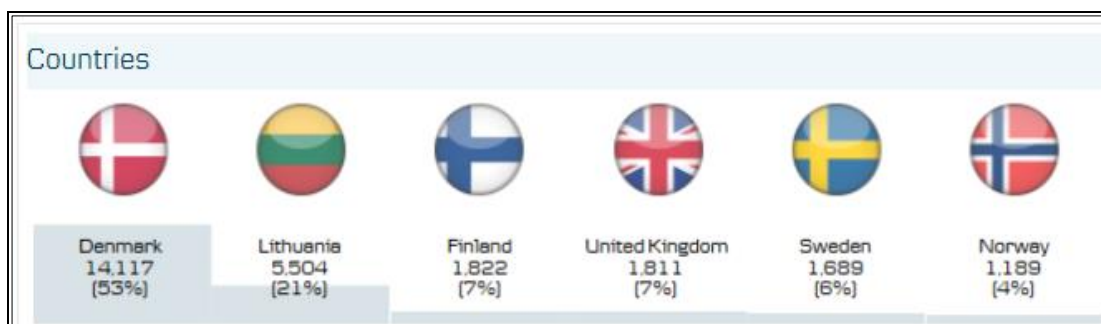 Countries
Denmark
14,117
(53%)
Lithuania
5,504
(21%)
Finland
1,822
(7%)
United Kingdom
1,811
(7%)
Sweden
1,689
(6%)
Norway
1,189
(4%)